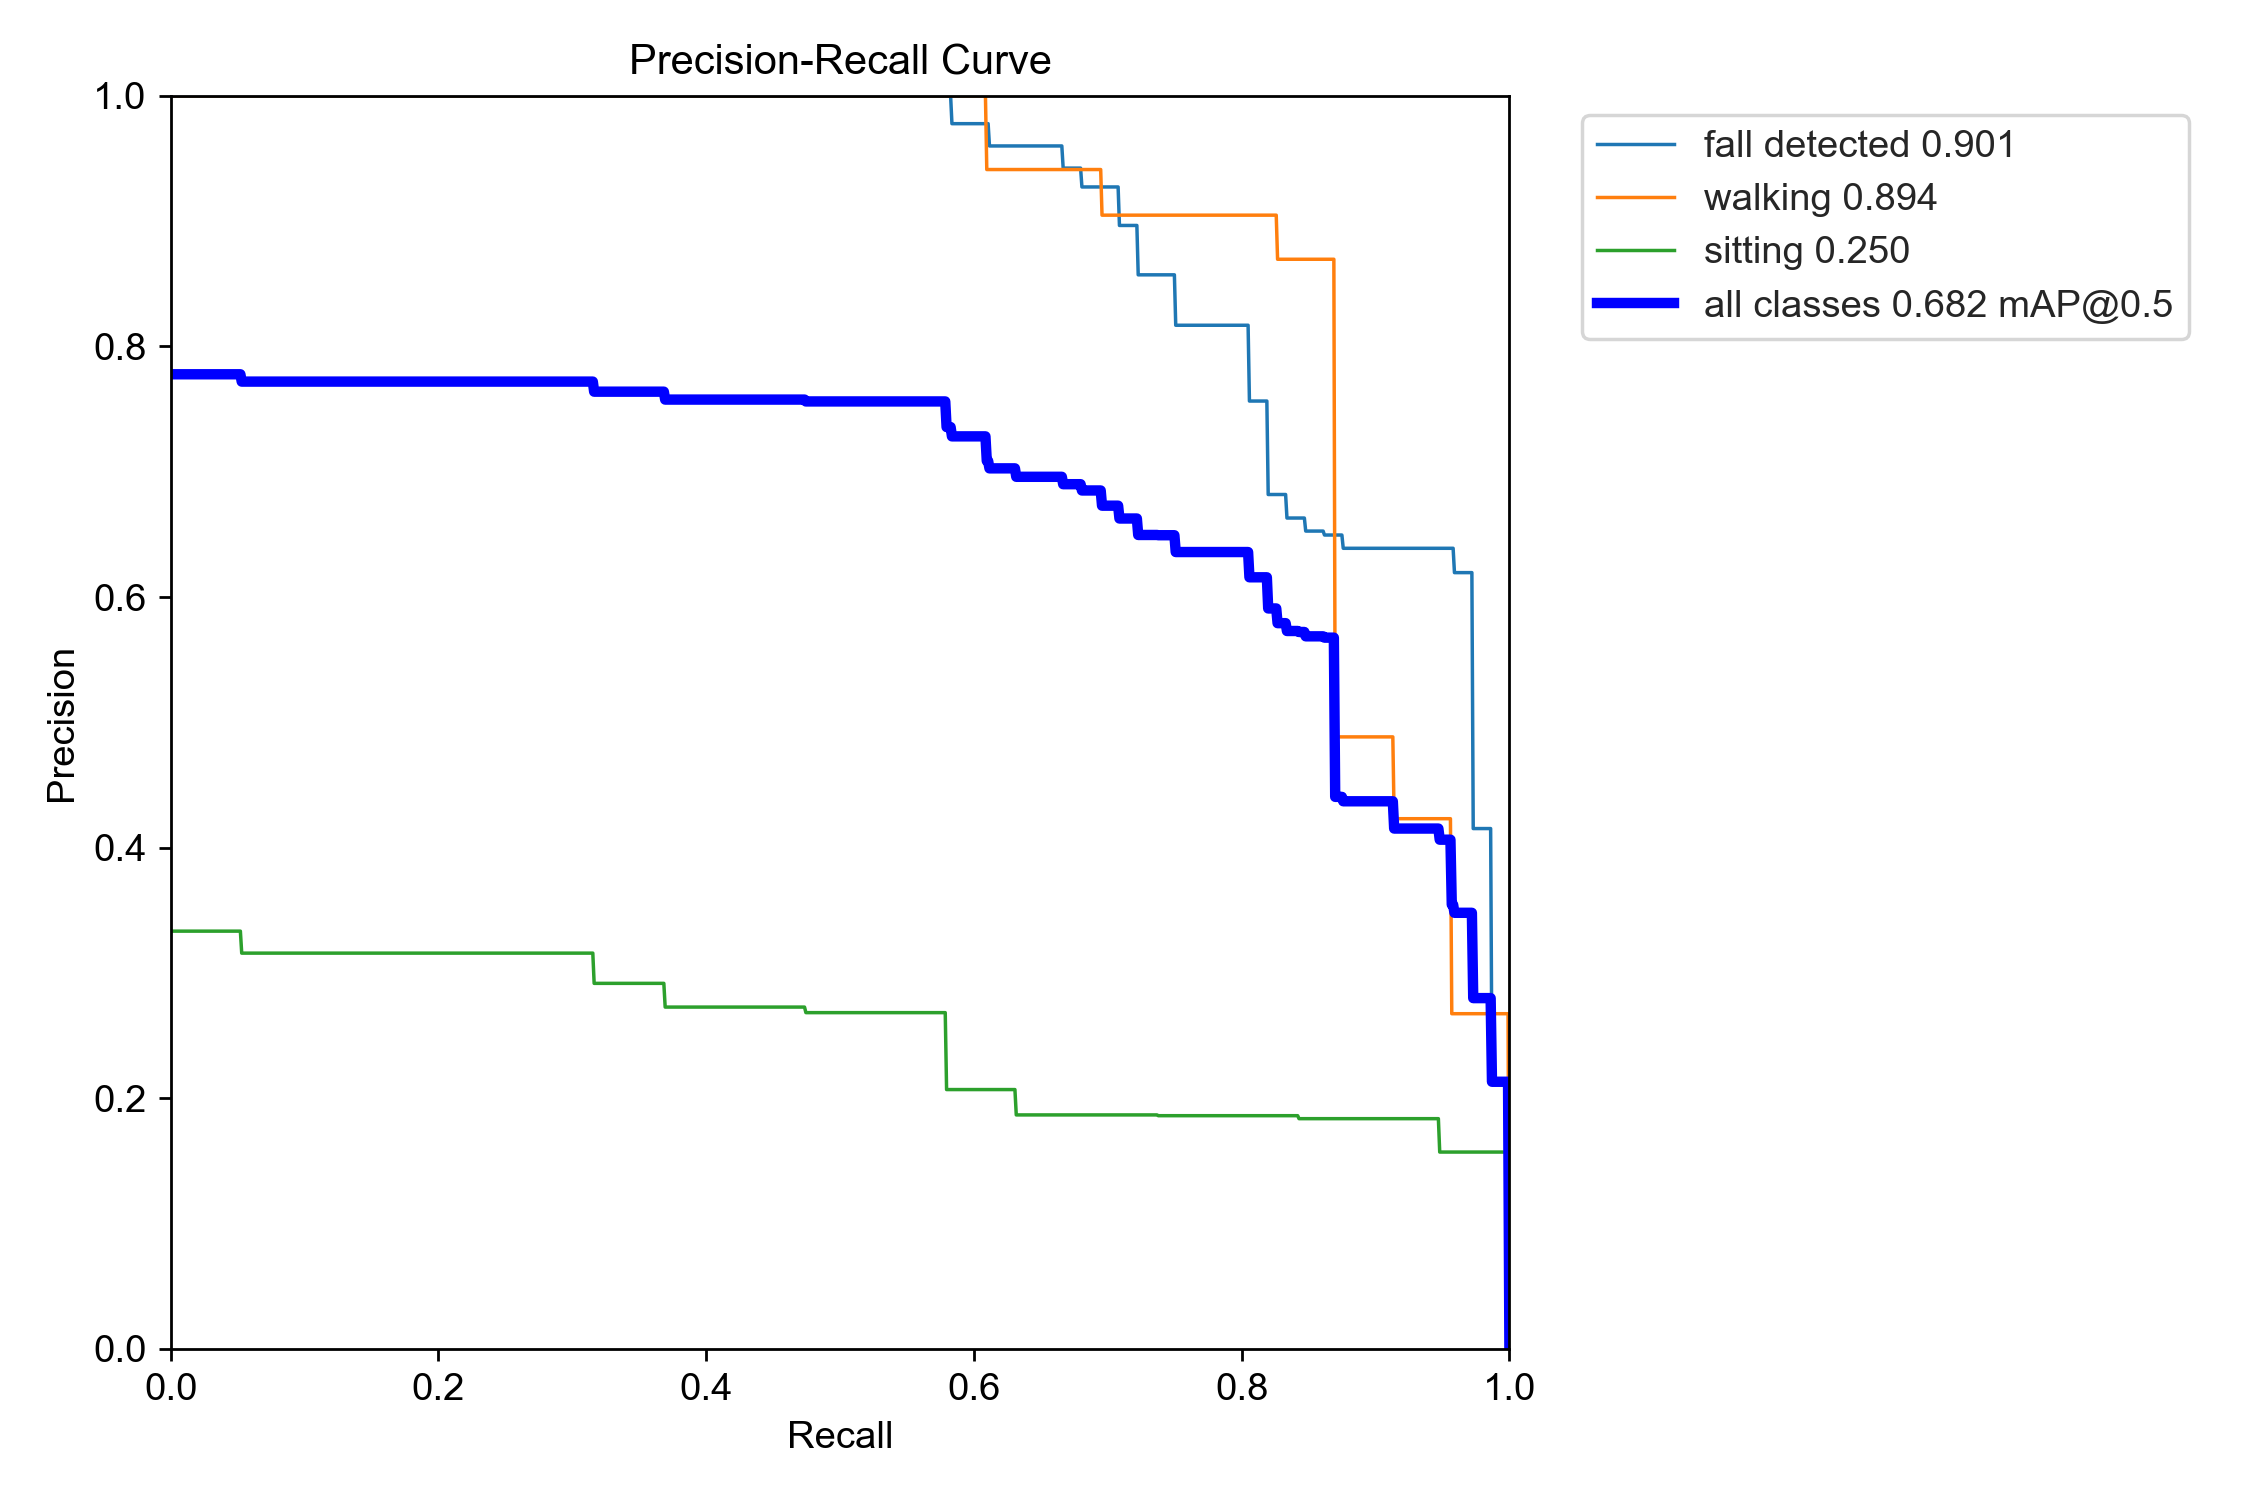 Precision-Recall Curve
fall detected 0.901
walking 0.894
sitting 0.250
all classes 0.682 mAP@0.5
Precision
1.0
0.8
0.6
0.4
0.2
0.0
0.0 0.2 0.4 0.6 0.8 1.0
Recall